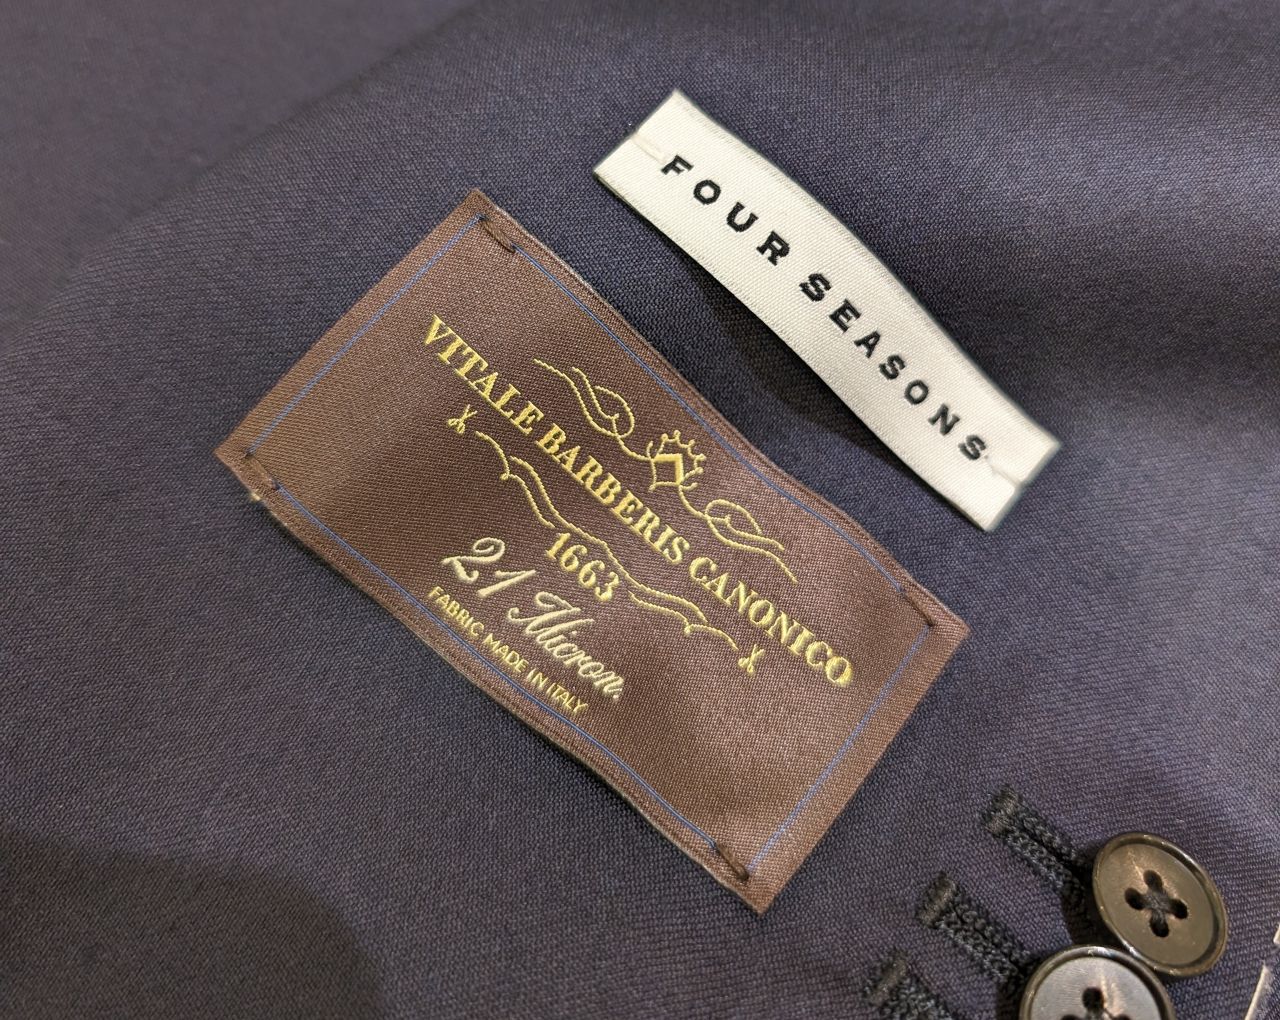 FOUR SEASONS
VITALE BARBERIS CANONICO
1663
21 Micron.
FABRIC MADE IN ITALY